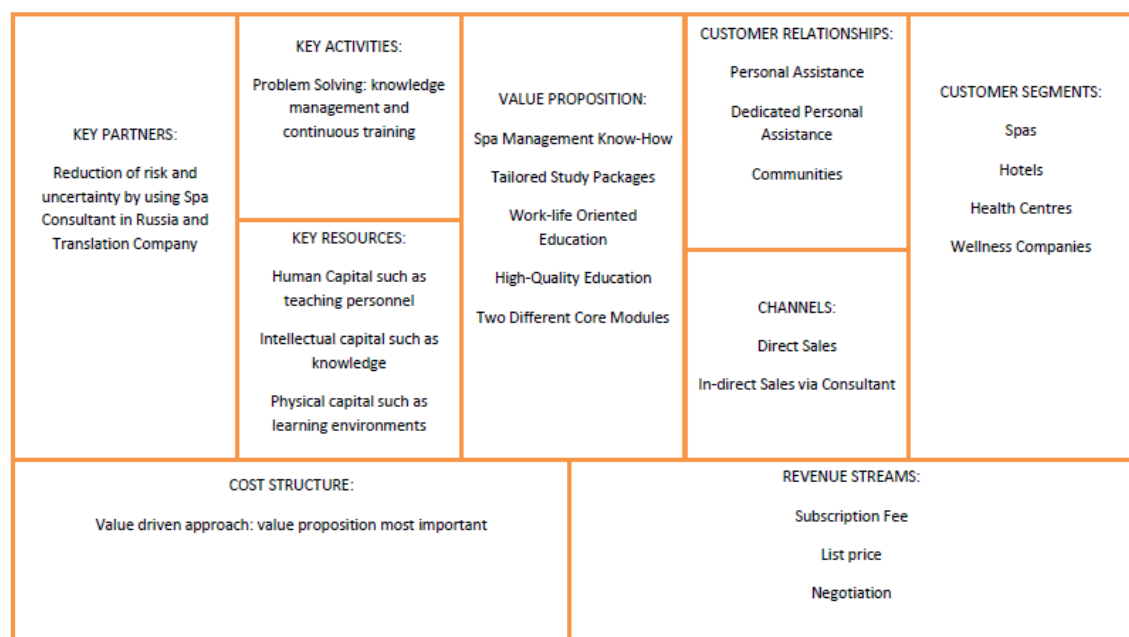 KEY PARTNERS:
Reduction of risk and
uncertainty by using Spa
Consultant in Russia and
Translation Company
KEY ACTIVITIES:
Problem Solving: knowledge
management and
continuous training
KEY RESOURCES:
Human Capital such as
teaching personnel
Intellectual capital such as
knowledge
Physical capital such as
learning environments
VALUE PROPOSITION:
Spa Management Know-How
Tailored Study Packages
Work-life Oriented
Education
High-Quality Education
Two Different Core Modules
CUSTOMER RELATIONSHIPS:
Personal Assistance
Dedicated Personal
Assistance
Communities
CHANNELS:
Direct Sales
In-direct Sales via Consultant
CUSTOMER SEGMENTS:
Spas
Hotels
Health Centres
Wellness Companies
COST STRUCTURE:
Value driven approach: value proposition most important
REVENUE STREAMS:
Subscription Fee
List price
Negotiation